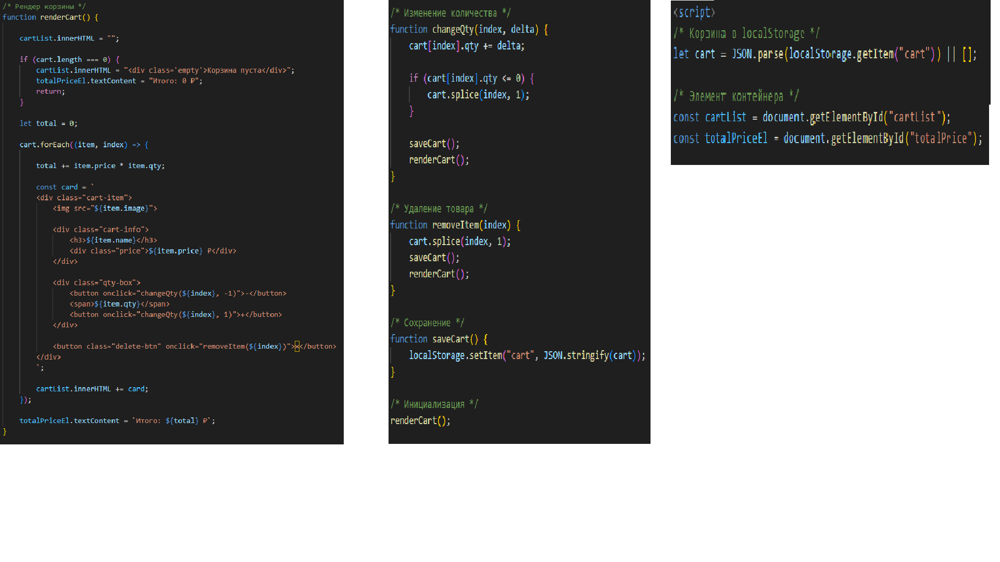 /* Рендер корзины */
function renderCart() {
cartList.innerHTML = "";
if (cart.length === 0) {
cartList.innerHTML = "<div class='empty'>Корзина пуста</div>";
totalPriceEl.textContent = "Итого: 0 ₽";
return;
}
let total = 0;
cart.forEach((item, index) => {
total += item.price * item.qty;
const card = `
<div class="cart-item">
<img src="${item.image}">
<div class="cart-info">
<h3>${item.name}</h3>
<div class="price">${item.price} ₽</div>
</div>
<div class="qty-box">
<button onclick="changeQty(${index}, -1)">-</button>
<span>${item.qty}</span>
<button onclick="changeQty(${index}, 1)">+</button>
</div>
<button class="delete-btn" onclick="removeItem(${index})">×</button>
</div>
`;
cartList.innerHTML += card;
});
totalPriceEl.textContent = `Итого: ${total} ₽`;
}
/* Изменение количества */
function changeQty(index, delta) {
cart[index].qty += delta;
if (cart[index].qty <= 0) {
cart.splice(index, 1);
}
saveCart();
renderCart();
}
/* Удаление товара */
function removeItem(index) {
cart.splice(index, 1);
saveCart();
renderCart();
}
/* Сохранение */
function saveCart() {
localStorage.setItem("cart", JSON.stringify(cart));
}
/* Инициализация */
renderCart();
<script>
/* Корзина в localStorage */
let cart = JSON.parse(localStorage.getItem("cart")) || [];
/* Элемент контейнера */
const cartList = document.getElementById("cartList");
const totalPriceEl = document.getElementById("totalPrice");